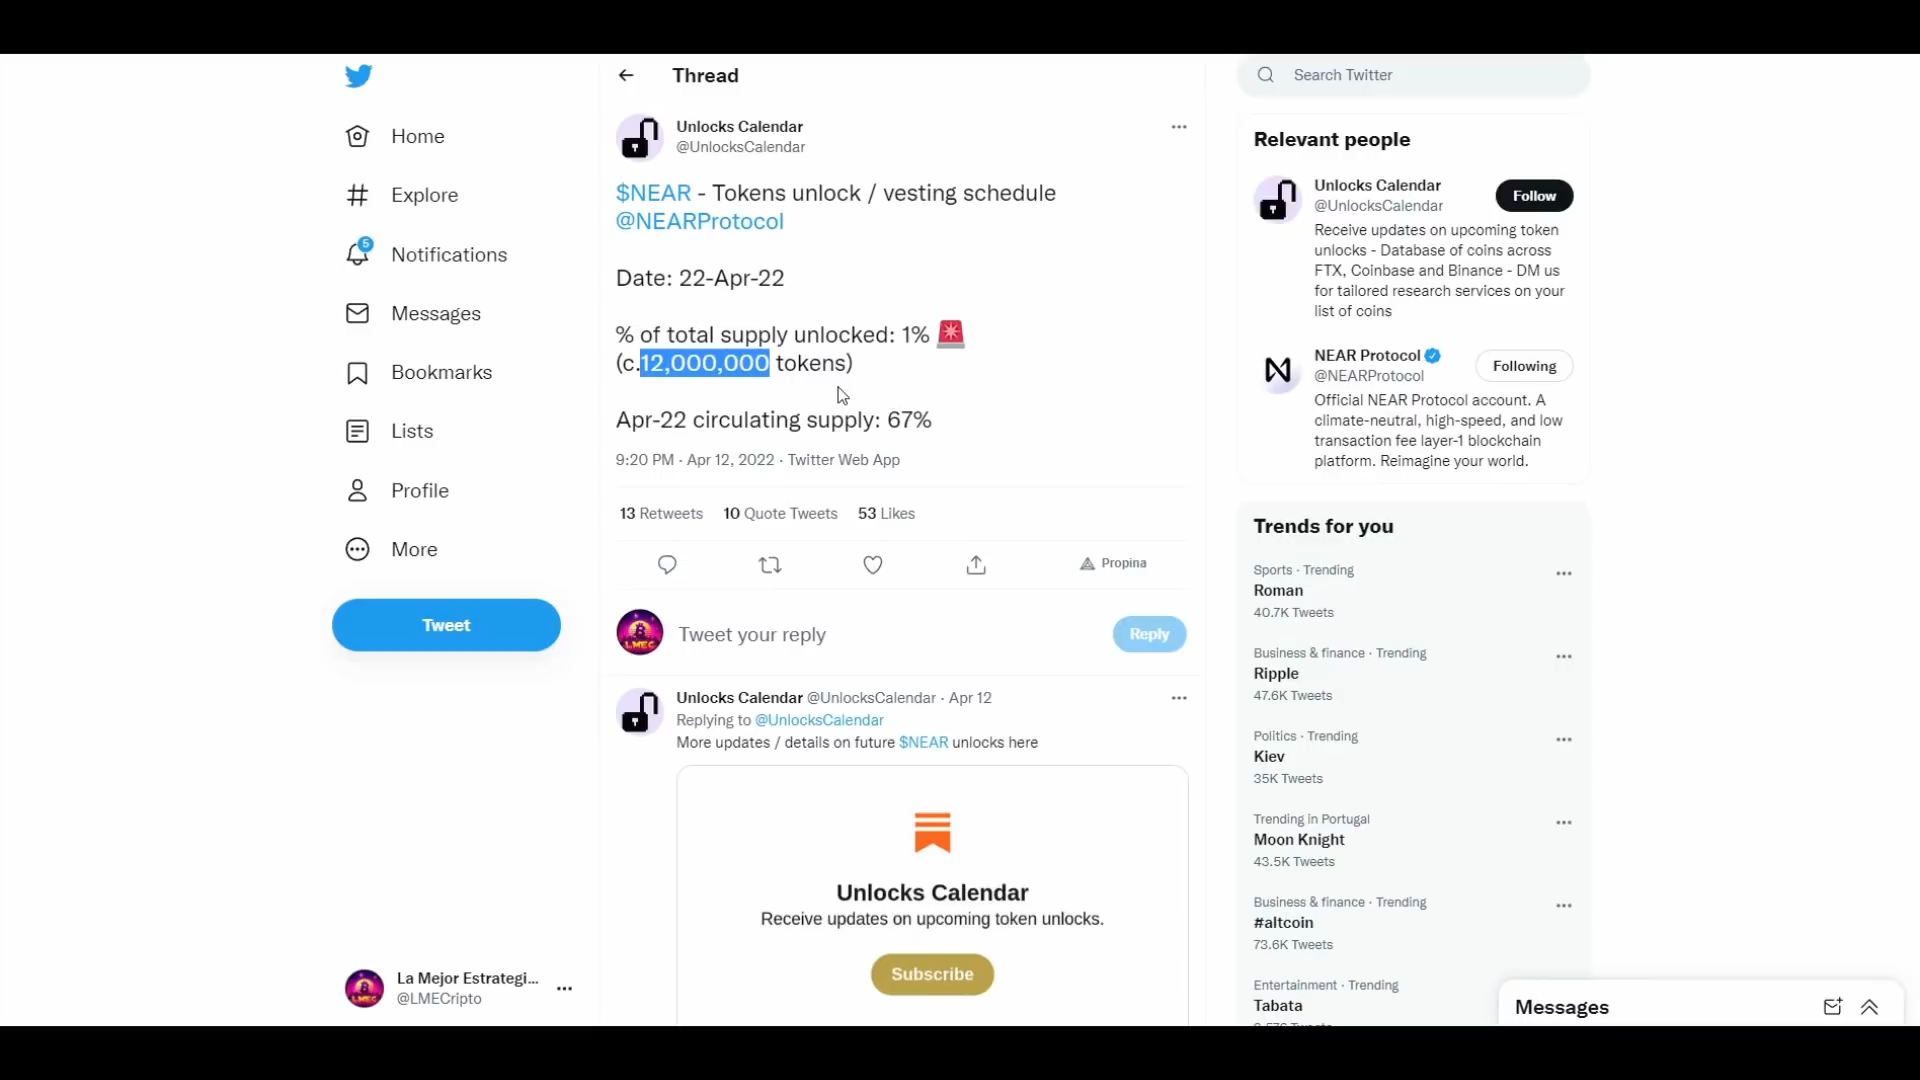 Home
Explore
5
Notifications
Messages
Bookmarks
Lists
Profile
More
Tweet
La Mejor Estrategi...
@LMECripto
Thread
Unlocks Calendar
@UnlocksCalendar
$NEAR - Tokens unlock / vesting schedule
@NEARProtocol
Date: 22-Apr-22
% of total supply unlocked: 1%
(c.12,000,000 tokens)
Apr-22 circulating supply: 67%
9:20 PM · Apr 12, 2022 · Twitter Web App
13 Retweets 10 Quote Tweets 53 Likes
Propina
LMEC
Tweet your reply
Reply
Unlocks Calendar @UnlocksCalendar · Apr 12
Replying to @UnlocksCalendar
More updates / details on future $NEAR unlocks here
Unlocks Calendar
Receive updates on upcoming token unlocks.
Subscribe
Search Twitter
Relevant people
Unlocks Calendar
@UnlocksCalendar
Follow
Receive updates on upcoming token
unlocks - Database of coins across
FTX, Coinbase and Binance - DM us
for tailored research services on your
list of coins
NEAR Protocol
@NEARProtocol
Following
Official NEAR Protocol account. A
climate-neutral, high-speed, and low
transaction fee layer-1 blockchain
platform. Reimagine your world.
Trends for you
Sports · Trending
Roman
40.7K Tweets
Business & finance · Trending
Ripple
47.6K Tweets
Politics · Trending
Kiev
35K Tweets
Trending in Portugal
Moon Knight
43.5K Tweets
Business & finance · Trending
#altcoin
73.6K Tweets
Entertainment · Trending
Tabata
Messages